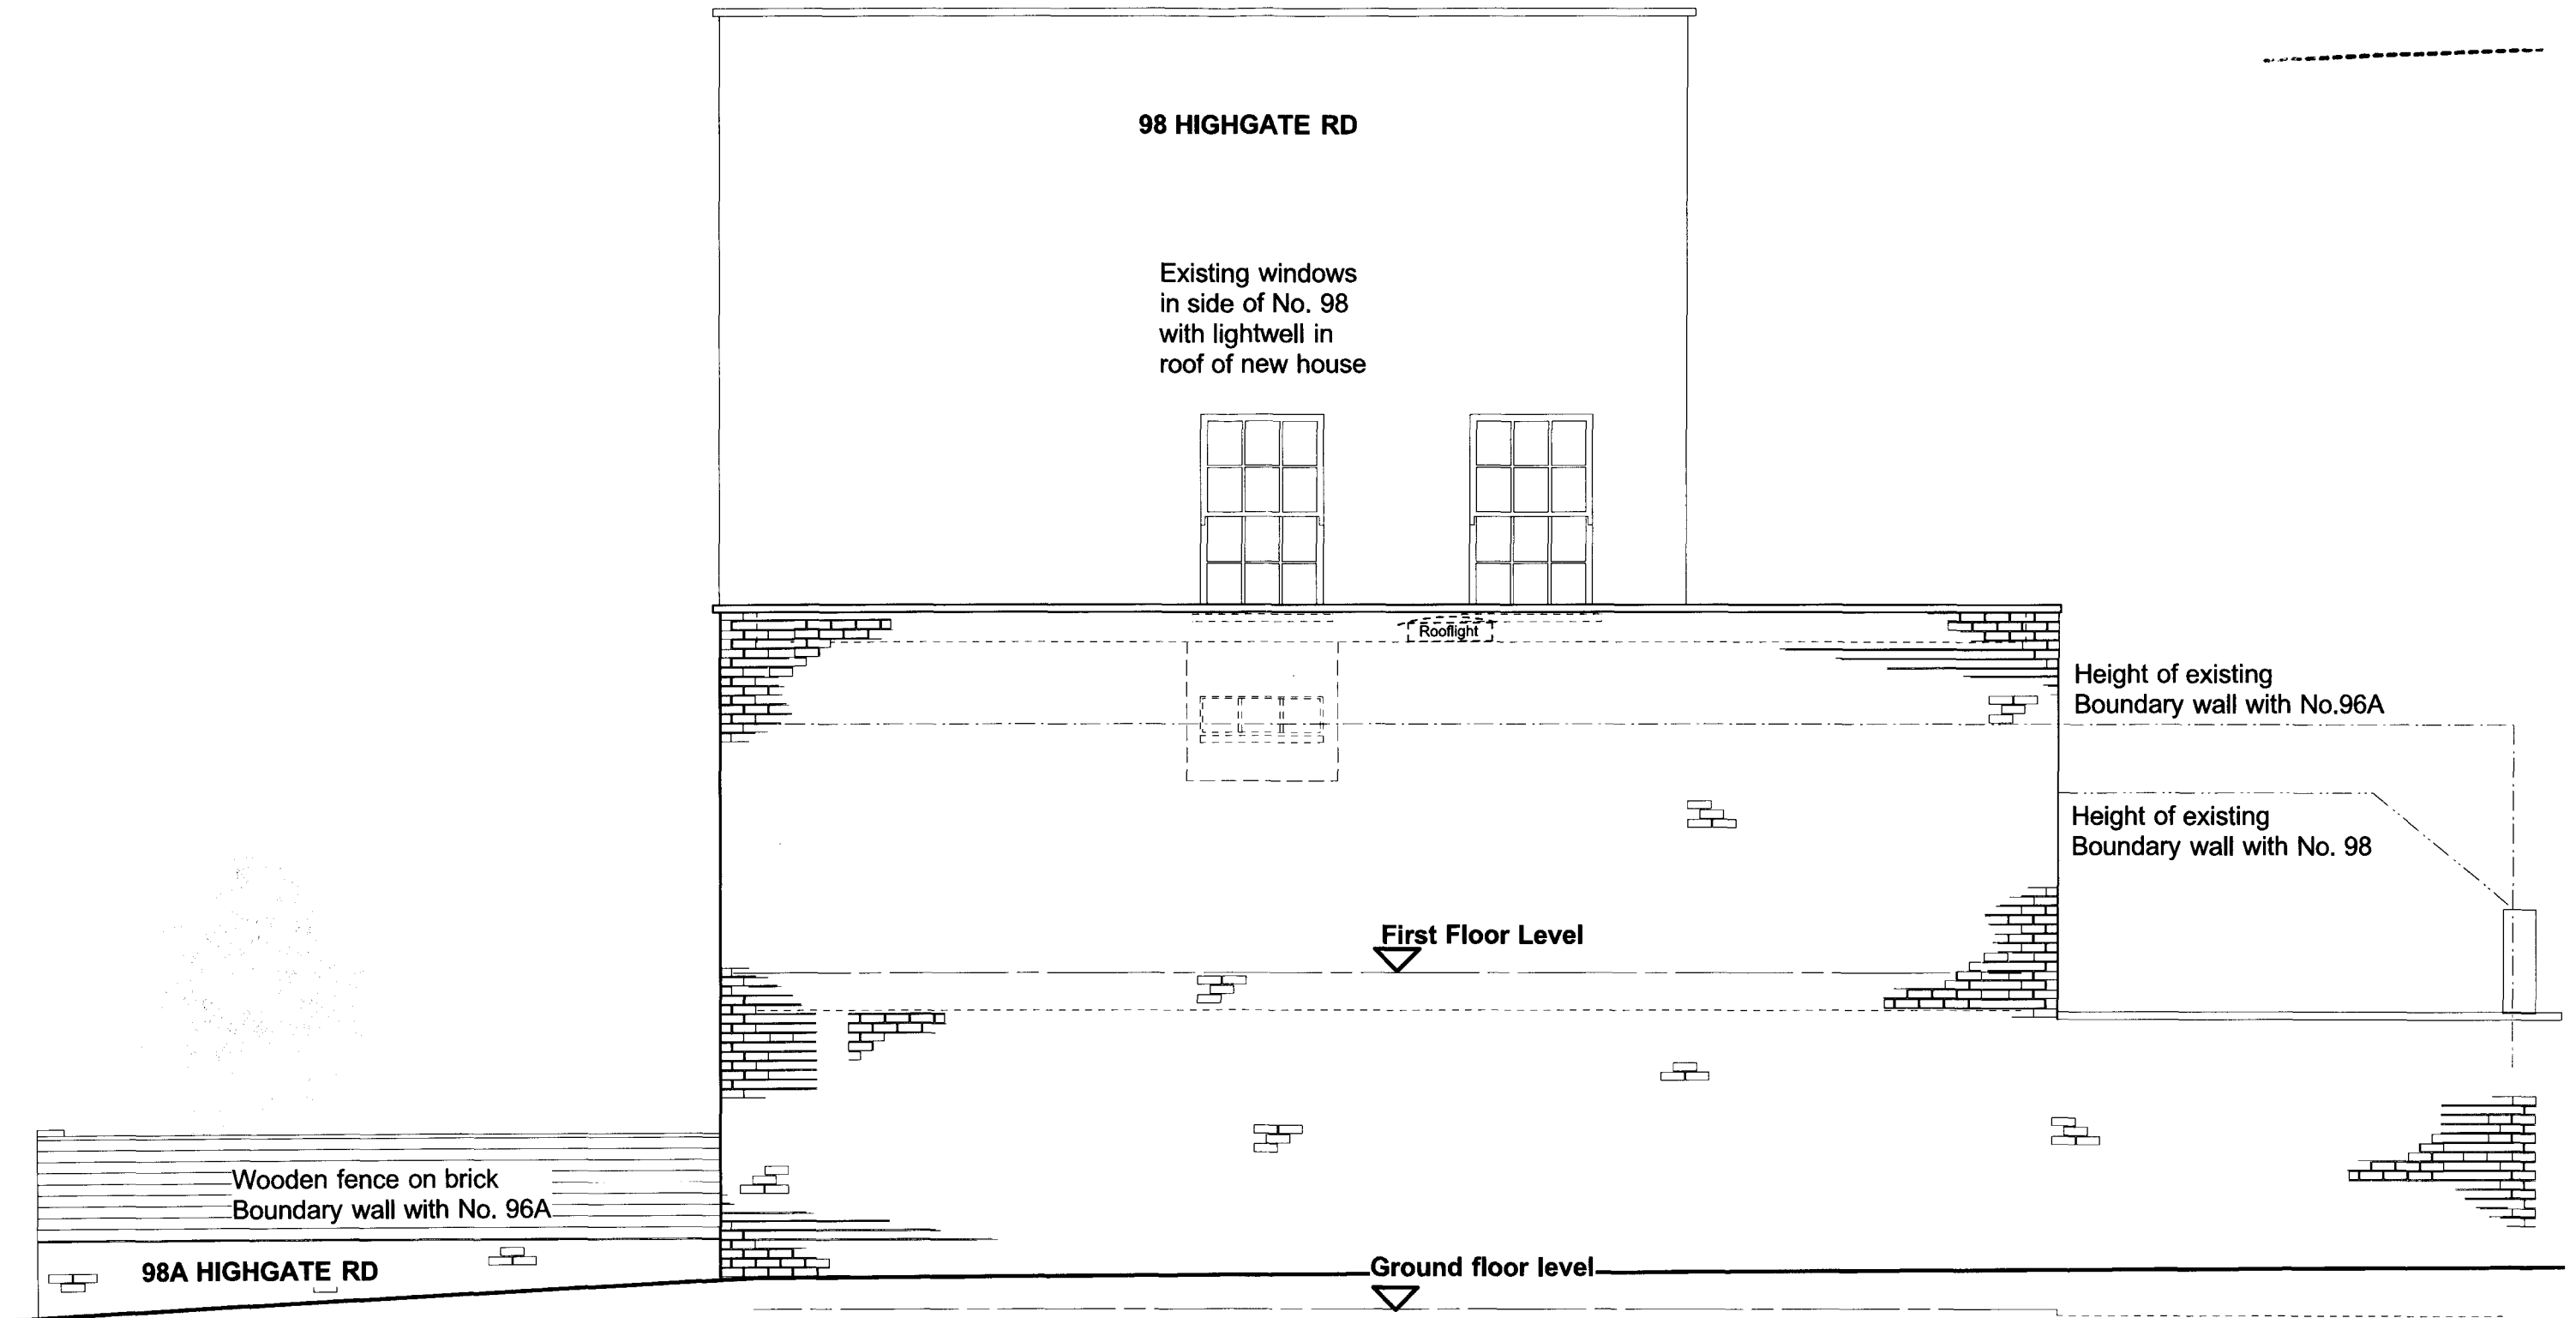 98 HIGHGATE RD
Existing windows
in side of No. 98
with lightwell in
roof of new house
Rooflight
Height of existing
Boundary wall with No.96A
Height of existing
Boundary wall with No. 98
First Floor Level
Wooden fence on brick
Boundary wall with No. 96A
98A HIGHGATE RD
Ground floor level